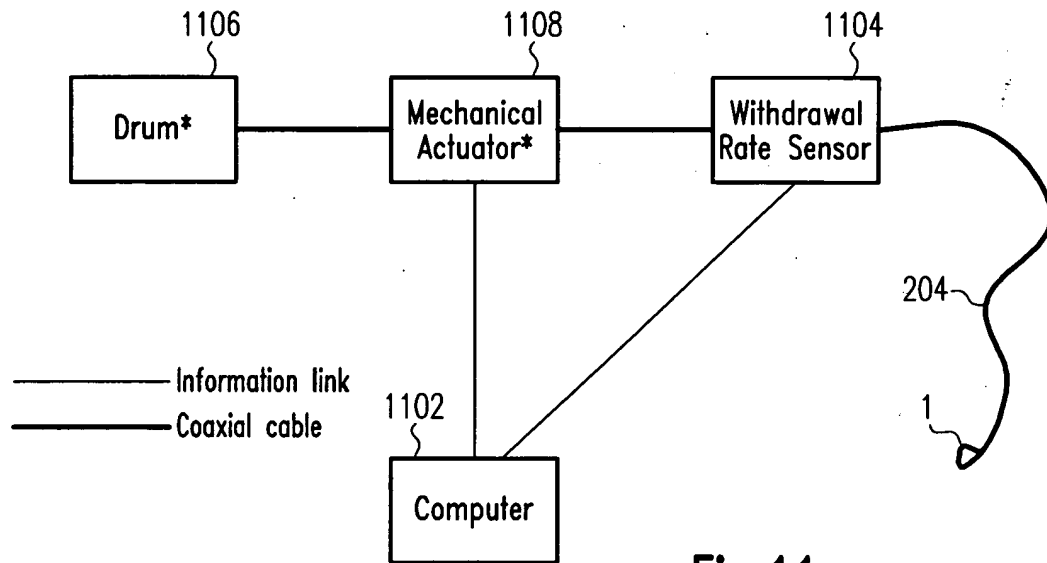 1106
1108
1104
Drum*
Mechanical
Actuator*
Withdrawal
Rate Sensor
204
Information link
Coaxial cable
1102
1
Computer